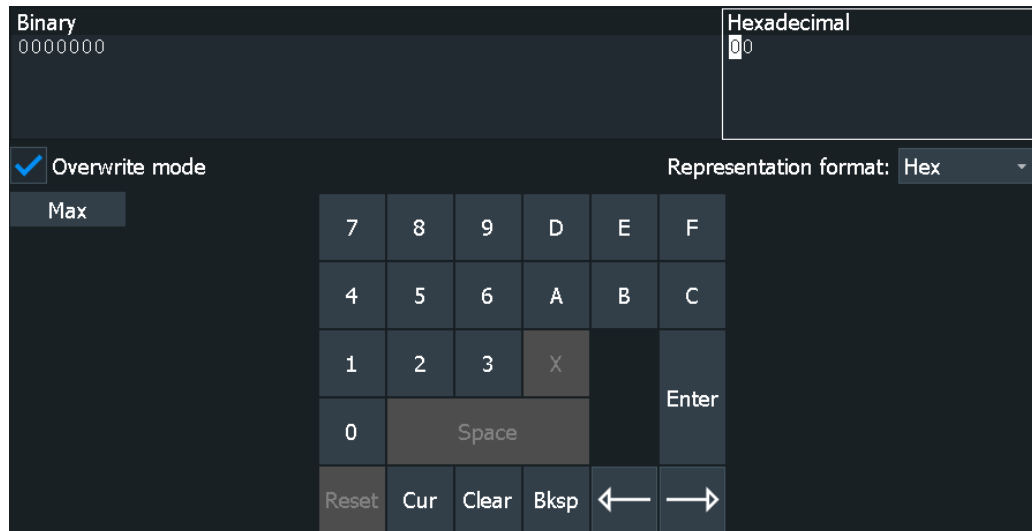 Binary
0000000
Hexadecimal
00
Overwrite mode
Representation format: Hex
Max
7 8 9 D E F
4 5 6 A B C
1 2 3 X
Enter
0 Space
Reset Cur Clear Bksp